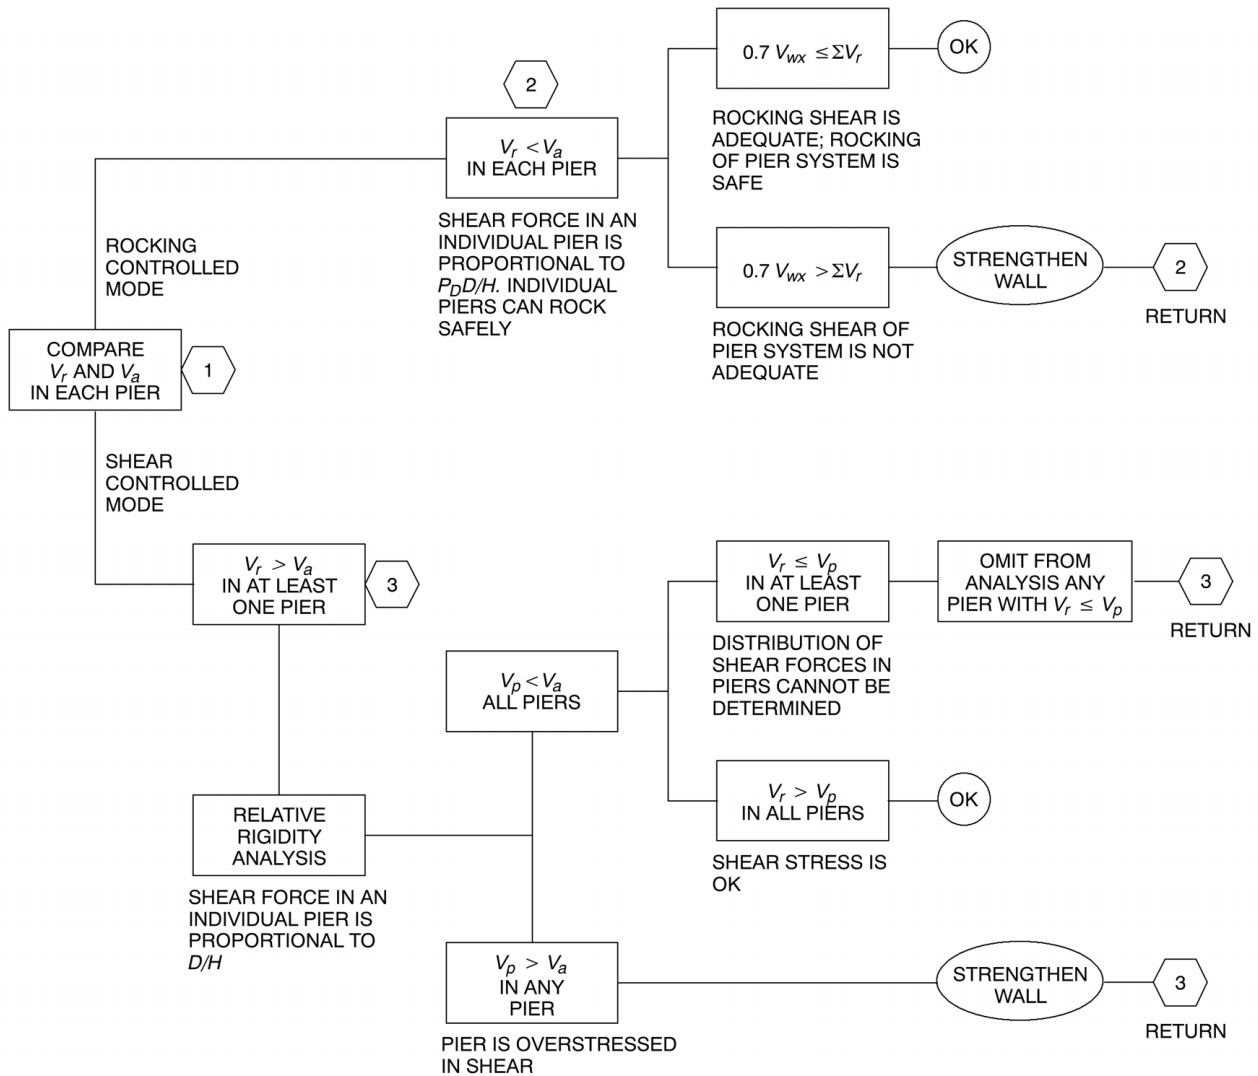 0.7 Vwx ≤ ΣVr
OK
2
Vr < Va
IN EACH PIER
ROCKING SHEAR IS
ADEQUATE; ROCKING
OF PIER SYSTEM IS
SAFE
SHEAR FORCE IN AN
INDIVIDUAL PIER IS
PROPORTIONAL TO
PDD/H. INDIVIDUAL
PIERS CAN ROCK
SAFELY
ROCKING
CONTROLLED
MODE
0.7 Vwx > ΣVr
STRENGTHEN
WALL
2
RETURN
ROCKING SHEAR OF
PIER SYSTEM IS NOT
ADEQUATE
COMPARE
Vr AND Va
IN EACH PIER
1
SHEAR
CONTROLLED
MODE
Vr > Va
IN AT LEAST
ONE PIER
3
Vr ≤ Vp
IN AT LEAST
ONE PIER
OMIT FROM
ANALYSIS ANY
PIER WITH Vr ≤ Vp
3
RETURN
DISTRIBUTION OF
SHEAR FORCES IN
PIERS CANNOT BE
DETERMINED
Vp < Va
ALL PIERS
Vr > Vp
IN ALL PIERS
OK
SHEAR STRESS IS
OK
RELATIVE
RIGIDITY
ANALYSIS
SHEAR FORCE IN AN
INDIVIDUAL PIER IS
PROPORTIONAL TO
D/H
Vp > Va
IN ANY
PIER
STRENGTHEN
WALL
3
RETURN
PIER IS OVERSTRESSED
IN SHEAR